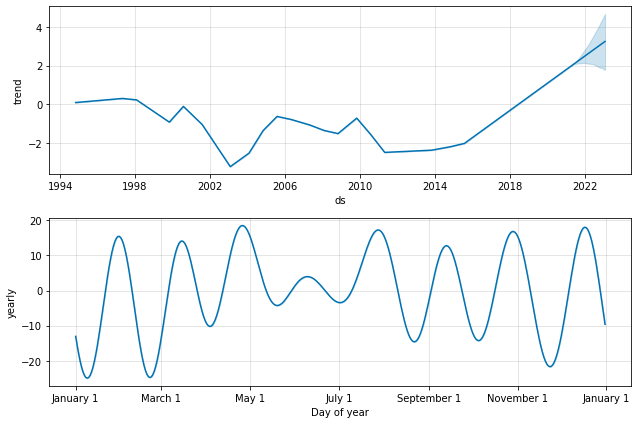 4
2
0
−2
trend
1994
1998
2002
2006
2010
2014
2018
2022
ds
20
10
0
−10
−20
yearly
January 1
March 1
May 1
July 1
September 1
November 1
January 1
Day of year